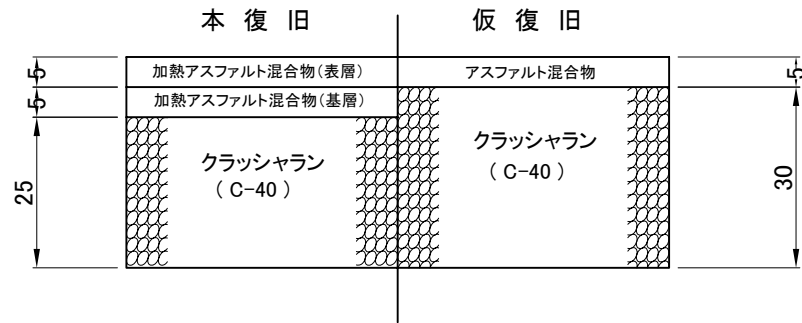 本復旧
仮復旧
加熱アスファルト混合物(表層)
アスファルト混合物
加熱アスファルト混合物(基層)
クラッシャラン
(C-40)
クラッシャラン
(C-40)
5
5
25
5
30